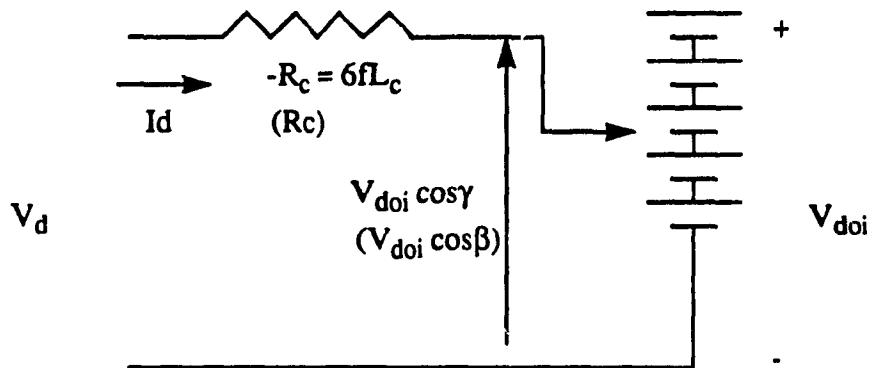 +
-R_c = 6fL_c
Id
(Rc)
V_doi cosγ
V_d
V_doi
(V_doi cosβ)
-